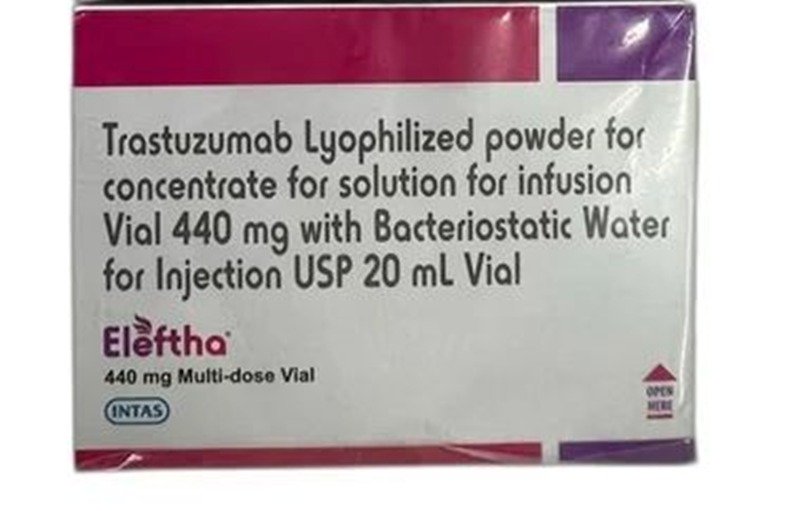 Trastuzumab Lyophilized powder for
concentrate for solution for infusion
Vial 440 mg with Bacteriostatic Water
for Injection USP 20 mL Vial
Eleftha
440 mg Multi-dose Vial
INTAS
OPEN
HERE